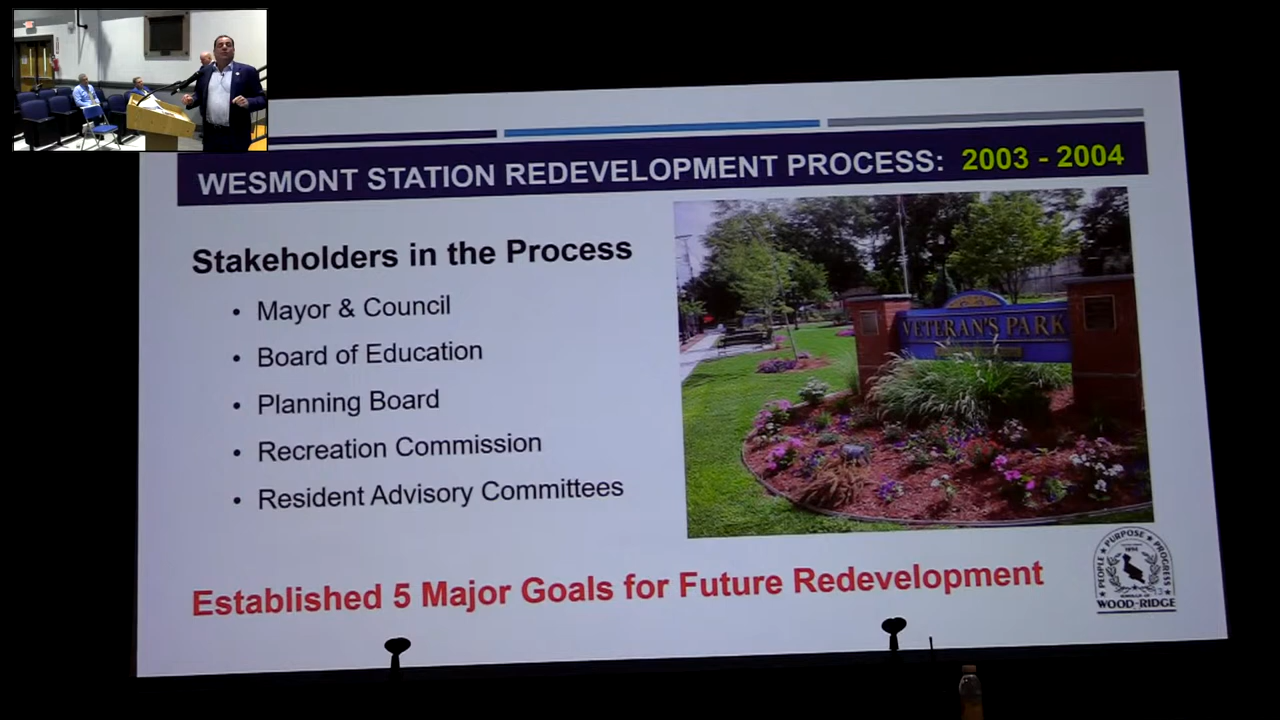 WESMONT STATION REDEVELOPMENT PROCESS: 2003 - 2004
Stakeholders in the Process
• Mayor & Council
• Board of Education
• Planning Board
• Recreation Commission
• Resident Advisory Committees
VETERAN'S PARK
Established 5 Major Goals for Future Redevelopment
PEOPLE ★ PURPOSE ★ PROGRESS
1894
WOOD-RIDGE